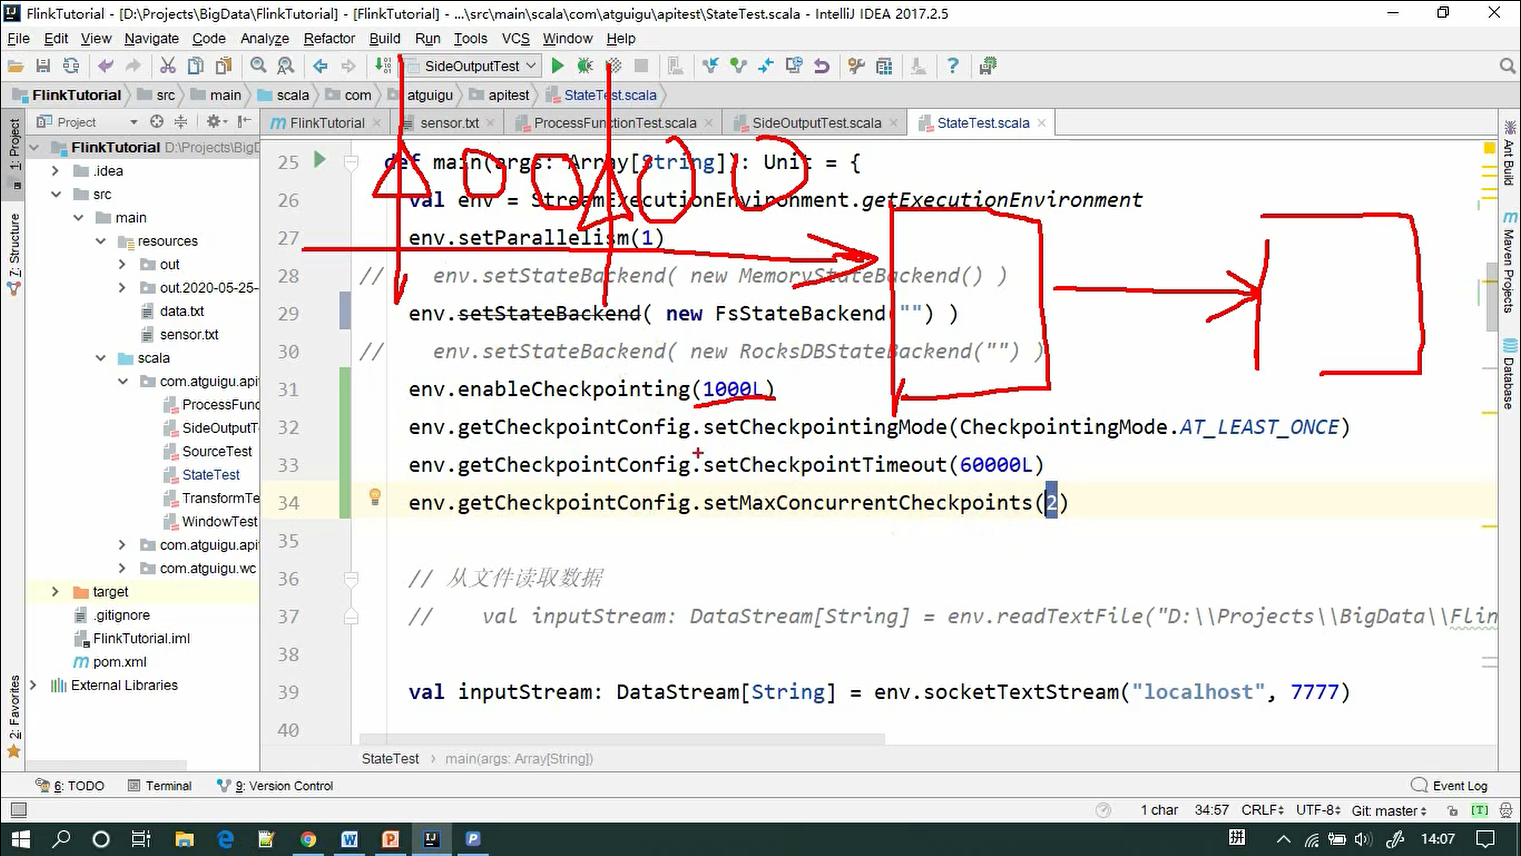 FlinkTutorial - [D:\Projects\BigData\FlinkTutorial] - [FlinkTutorial] - ...\src\main\scala\com\atguigu\apitest\StateTest.scala - IntelliJ IDEA 2017.2.5
File Edit View Navigate Code Analyze Refactor Build Run Tools VCS Window Help
SideOutputTest
FlinkTutorial src main scala com atguigu apitest StateTest.scala
Project
FlinkTutorial sensor.txt ProcessFunctionTest.scala SideOutputTest.scala StateTest.scala
1: Project
7: Structure
2: Favorites
FlinkTutorial D:\Projects\BigD
.idea
src
main
resources
out
out.2020-05-25-
data.txt
sensor.txt
scala
com.atguigu.api
ProcessFunc
SideOutputT
SourceTest
StateTest
TransformTe
WindowTest
com.atguigu.api
com.atguigu.wc
target
.gitignore
FlinkTutorial.iml
pom.xml
External Libraries
25 def main(args: Array[String]): Unit = {
26 val env = StreamExecutionEnvironment.getExecutionEnvironment
27 env.setParallelism(1)
28 // env.setStateBackend( new MemoryStateBackend() )
29 env.setStateBackend( new FsStateBackend("") )
30 // env.setStateBackend( new RocksDBStateBackend("") )
31 env.enableCheckpointing(1000L)
32 env.getCheckpointConfig.setCheckpointingMode(CheckpointingMode.AT_LEAST_ONCE)
33 env.getCheckpointConfig.setCheckpointTimeout(60000L)
34 env.getCheckpointConfig.setMaxConcurrentCheckpoints(2)
35
36 // 从文件读取数据
37 // val inputStream: DataStream[String] = env.readTextFile("D:\\Projects\\BigData\\Flin
38
39 val inputStream: DataStream[String] = env.socketTextStream("localhost", 7777)
40
StateTest main(args: Array[String])
Ant Build
Maven Projects
Database
6: TODO Terminal 9: Version Control Event Log
1 char 34:57 CRLF UTF-8 Git: master [T]
拼 14:07